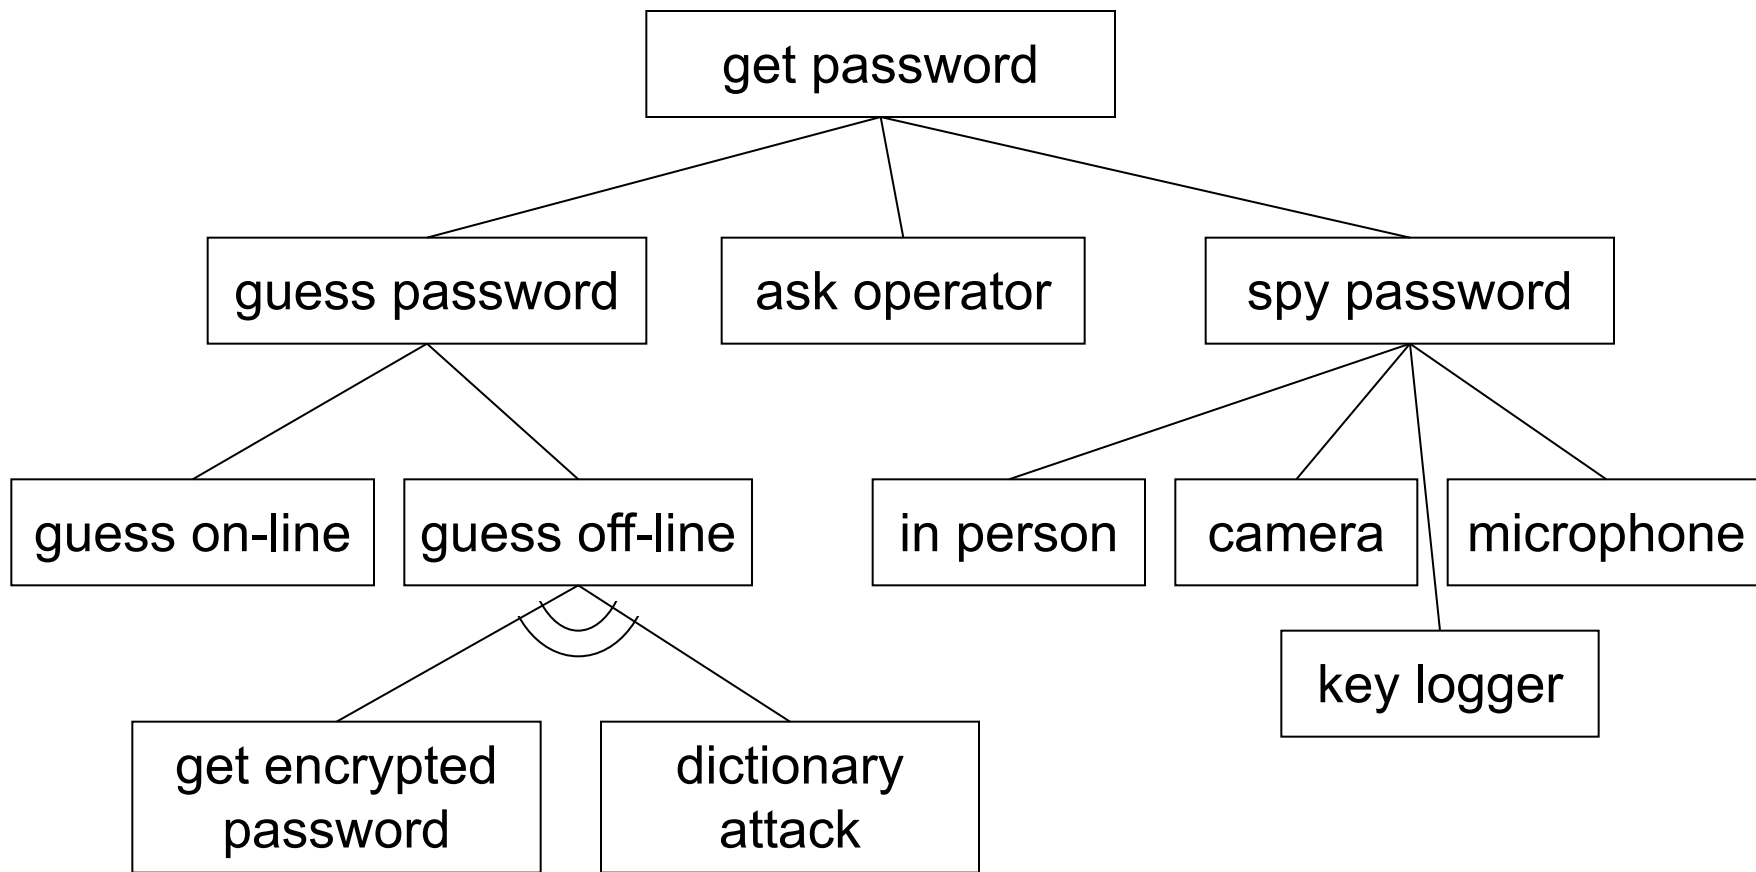 get password
guess password
ask operator
spy password
guess on-line
guess off-line
in person
camera
microphone
key logger
get encrypted
password
dictionary
attack